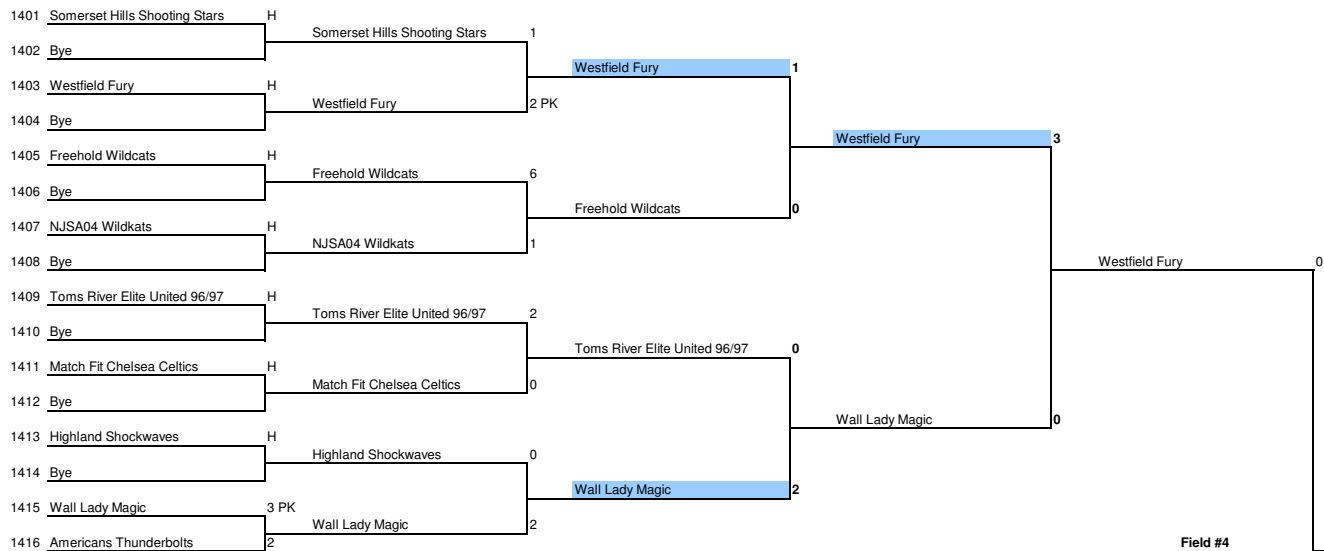 1401 Somerset Hills Shooting Stars H
Somerset Hills Shooting Stars 1
1402 Bye
Westfield Fury 1
1403 Westfield Fury H
Westfield Fury 2 PK
1404 Bye
Westfield Fury 3
1405 Freehold Wildcats H
Freehold Wildcats 6
1406 Bye
Freehold Wildcats 0
1407 NJSA04 Wildkats H
NJSA04 Wildkats 1
1408 Bye
Westfield Fury 0
1409 Toms River Elite United 96/97 H
Toms River Elite United 96/97 2
1410 Bye
Toms River Elite United 96/97 0
1411 Match Fit Chelsea Celtics H
Match Fit Chelsea Celtics 0
1412 Bye
Wall Lady Magic 0
1413 Highland Shockwaves H
Highland Shockwaves 0
1414 Bye
Wall Lady Magic 2
1415 Wall Lady Magic 3 PK
Wall Lady Magic 2
1416 Americans Thunderbolts 2
Field #4